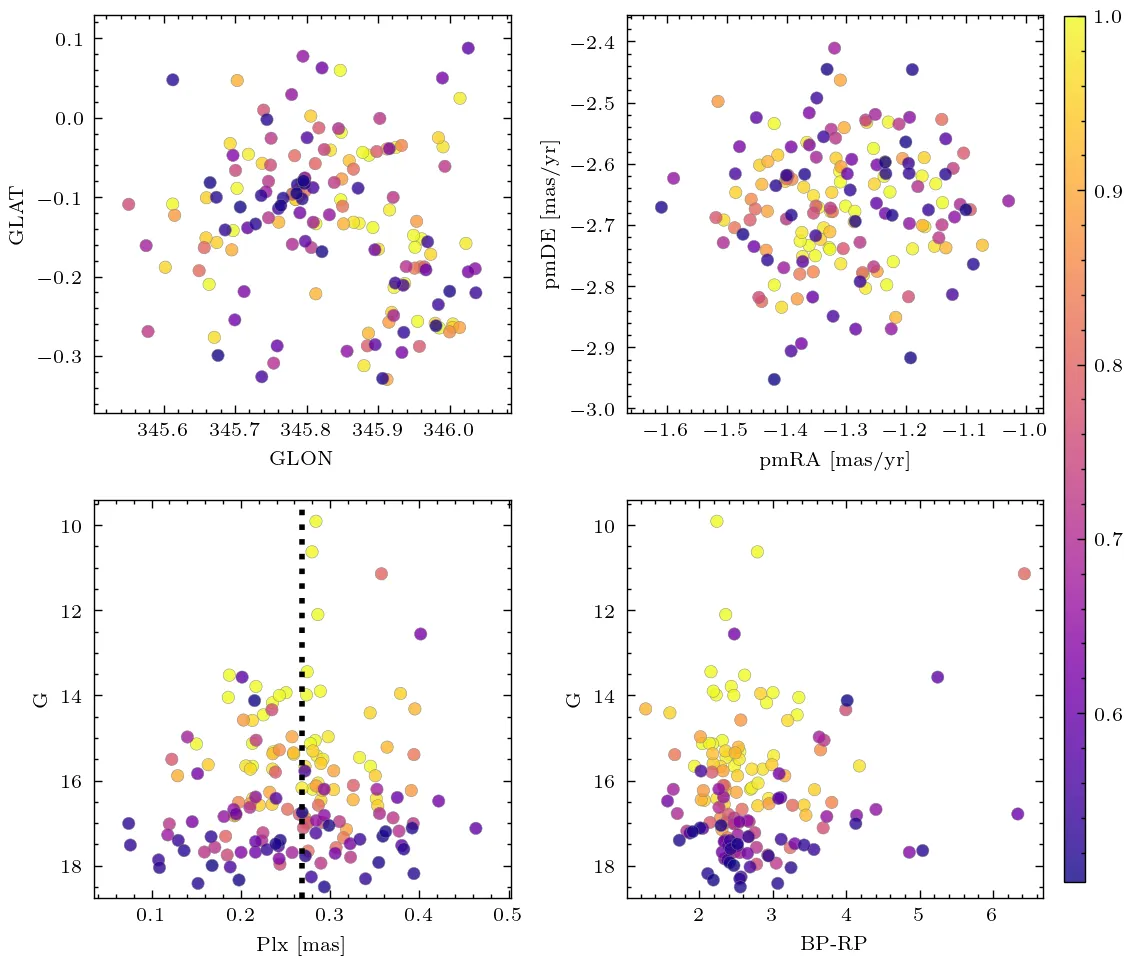 0.1
0.0
−0.1
−0.2
−0.3
GLAT
345.6 345.7 345.8 345.9 346.0
GLON
−2.4
−2.5
−2.6
−2.7
−2.8
−2.9
−3.0
pmDE [mas/yr]
−1.6 −1.5 −1.4 −1.3 −1.2 −1.1 −1.0
pmRA [mas/yr]
1.0
0.9
0.8
0.7
0.6
10
12
14
16
18
G
0.1 0.2 0.3 0.4 0.5
Plx [mas]
10
12
14
16
18
G
2 3 4 5 6
BP-RP